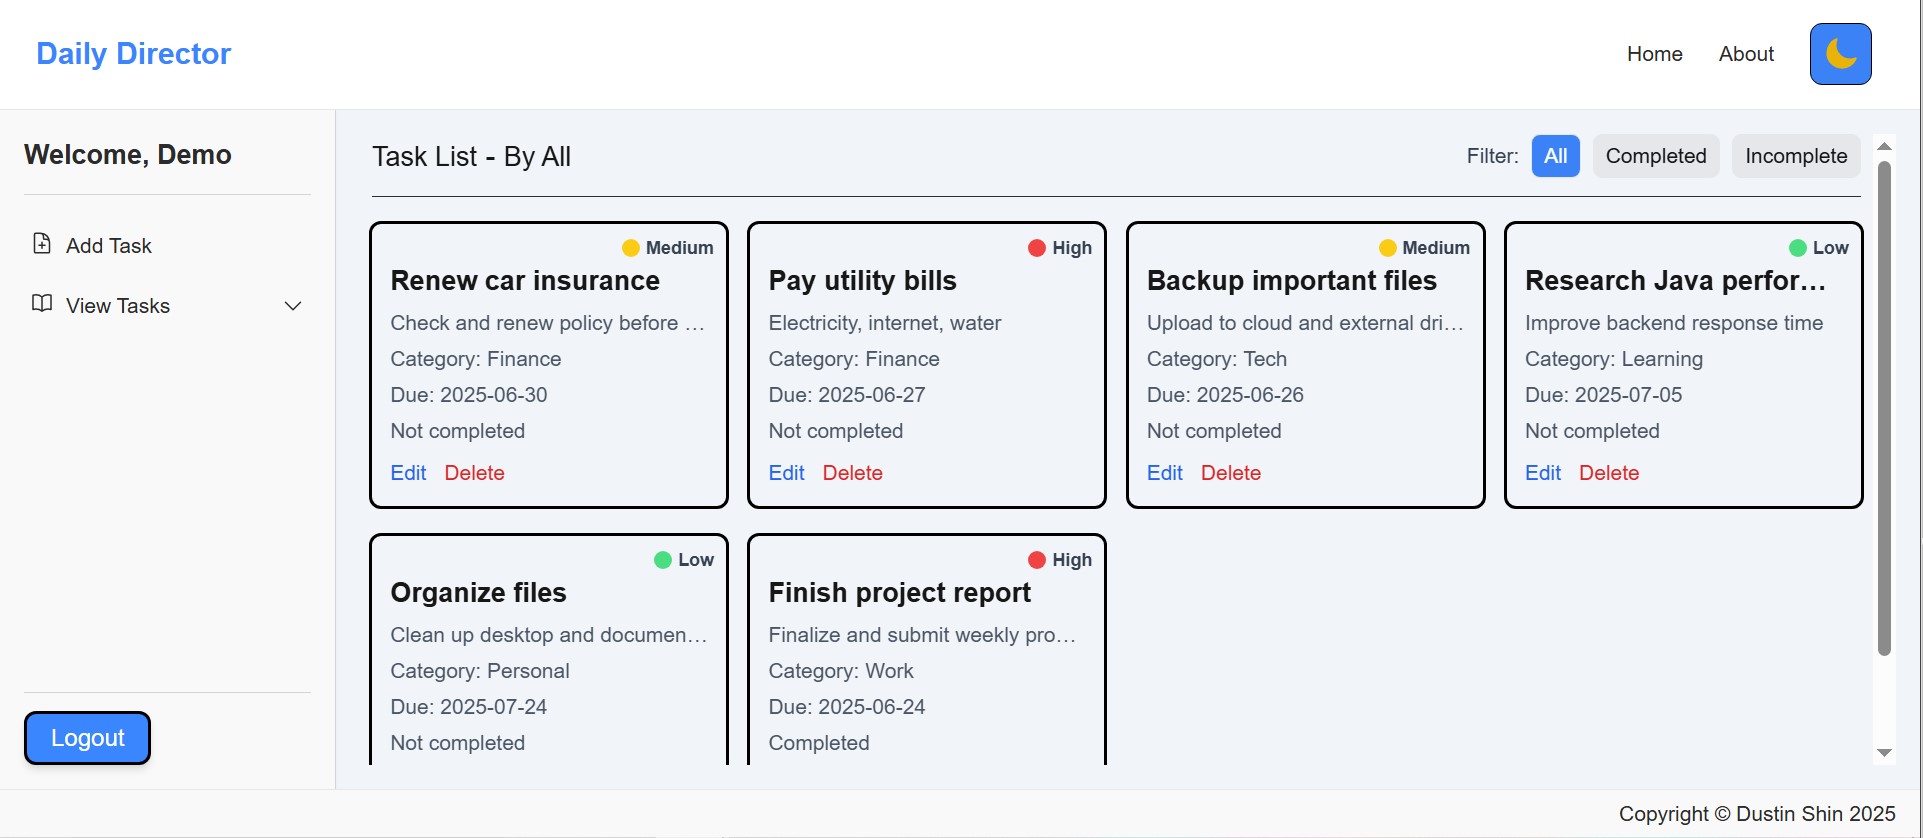 Daily Director
Home About
Welcome, Demo
Add Task
View Tasks
Logout
Task List - By All
Filter: All Completed Incomplete
Medium
Renew car insurance
Check and renew policy before …
Category: Finance
Due: 2025-06-30
Not completed
Edit Delete
High
Pay utility bills
Electricity, internet, water
Category: Finance
Due: 2025-06-27
Not completed
Edit Delete
Medium
Backup important files
Upload to cloud and external dri…
Category: Tech
Due: 2025-06-26
Not completed
Edit Delete
Low
Research Java perfor…
Improve backend response time
Category: Learning
Due: 2025-07-05
Not completed
Edit Delete
Low
Organize files
Clean up desktop and documen…
Category: Personal
Due: 2025-07-24
Not completed
High
Finish project report
Finalize and submit weekly pro…
Category: Work
Due: 2025-06-24
Completed
Copyright © Dustin Shin 2025